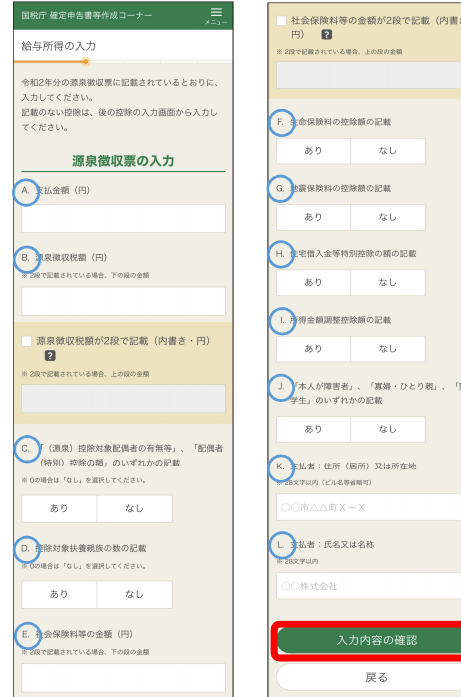 国税庁 確定申告書等作成コーナー
メニュー
給与所得の入力
令和2年分の源泉徴収票に記載されているとおりに、
入力してください。
記載のない控除は、後の控除の入力画面から入力し
てください。
源泉徴収票の入力
A. 支払金額（円）
B. 源泉徴収税額（円）
※ 2段で記載されている場合、下の段の金額
源泉徴収税額が2段で記載（内書き・円）
?
※ 2段で記載されている場合、上の段の金額
C. 「（源泉）控除対象配偶者の有無等」、「配偶者
（特別）控除の額」のいずれかの記載
※ 0の場合は「なし」を選択してください。
あり
なし
D. 控除対象扶養親族の数の記載
※ 0の場合は「なし」を選択してください。
あり
なし
E. 社会保険料等の金額（円）
※ 2段で記載されている場合、下の段の金額
社会保険料等の金額が2段で記載（内書
円） ?
※ 2段で記載されている場合、上の段の金額
F. 生命保険料の控除額の記載
あり
なし
G. 地震保険料の控除額の記載
あり
なし
H. 住宅借入金等特別控除の額の記載
あり
なし
I. 所得金額調整控除額の記載
あり
なし
J. 「本人が障害者」、「寡婦・ひとり親」、「
学生」のいずれかの記載
あり
なし
K. 支払者：住所（居所）又は所在地
※ 28文字以内（ビル名等省略可）
○○市△△町X－X
L. 支払者：氏名又は名称
※ 28文字以内
○○株式会社
入力内容の確認
戻る